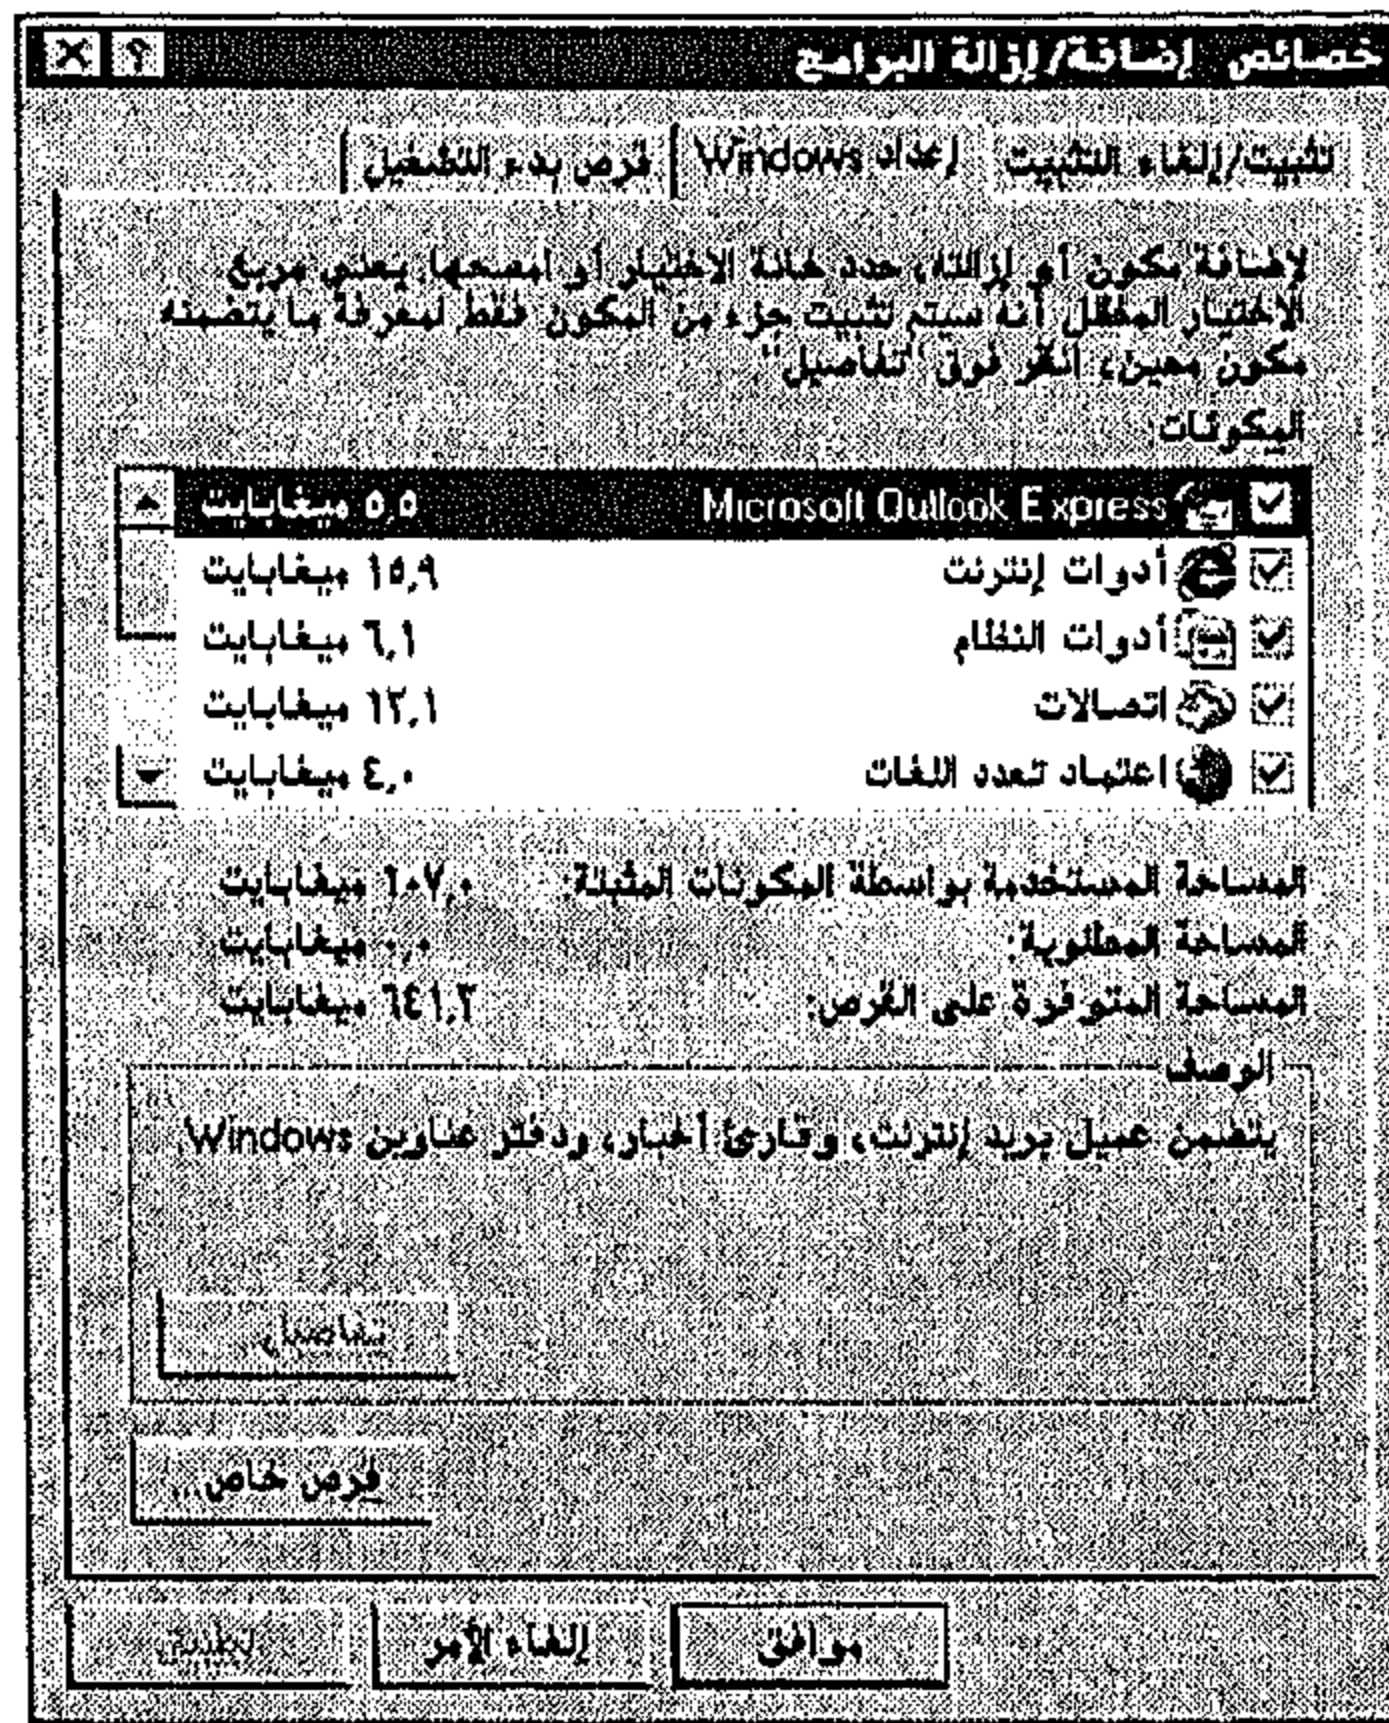 خصائص إضافة/إزالة البرامج
تثبيت/إلغاء التثبيت
إعداد Windows
قرص بدء التشغيل
لإضافة مكون أو إزالته، حدد خانة الاختيار أو امسحها يعني مربع
الاختيار المظلل أنه سيتم تثبيت جزء من المكون فقط لمعرفة ما يتضمنه
مكون معين، انقر فوق "تفاصيل"
المكونات
Microsoft Outlook Express ٥,٥ ميغابايت
أدوات إنترنت ١٥,٩ ميغابايت
أدوات النظام ٦,١ ميغابايت
اتصالات ١٢,١ ميغابايت
اعتماد تعدد اللغات ٤,٠ ميغابايت
المساحة المستخدمة بواسطة المكونات المثبتة: ١٠٧,٠ ميغابايت
المساحة المطلوبة: ٠,٠ ميغابايت
المساحة المتوفرة على القرص: ٦٤١,٢ ميغابايت
الوصف
يتضمن عميل بريد إنترنت، وقارئ أخبار، ودفتر عناوين Windows.
تفاصيل
قرص خاص...
موافق
إلغاء الأمر
تطبيق